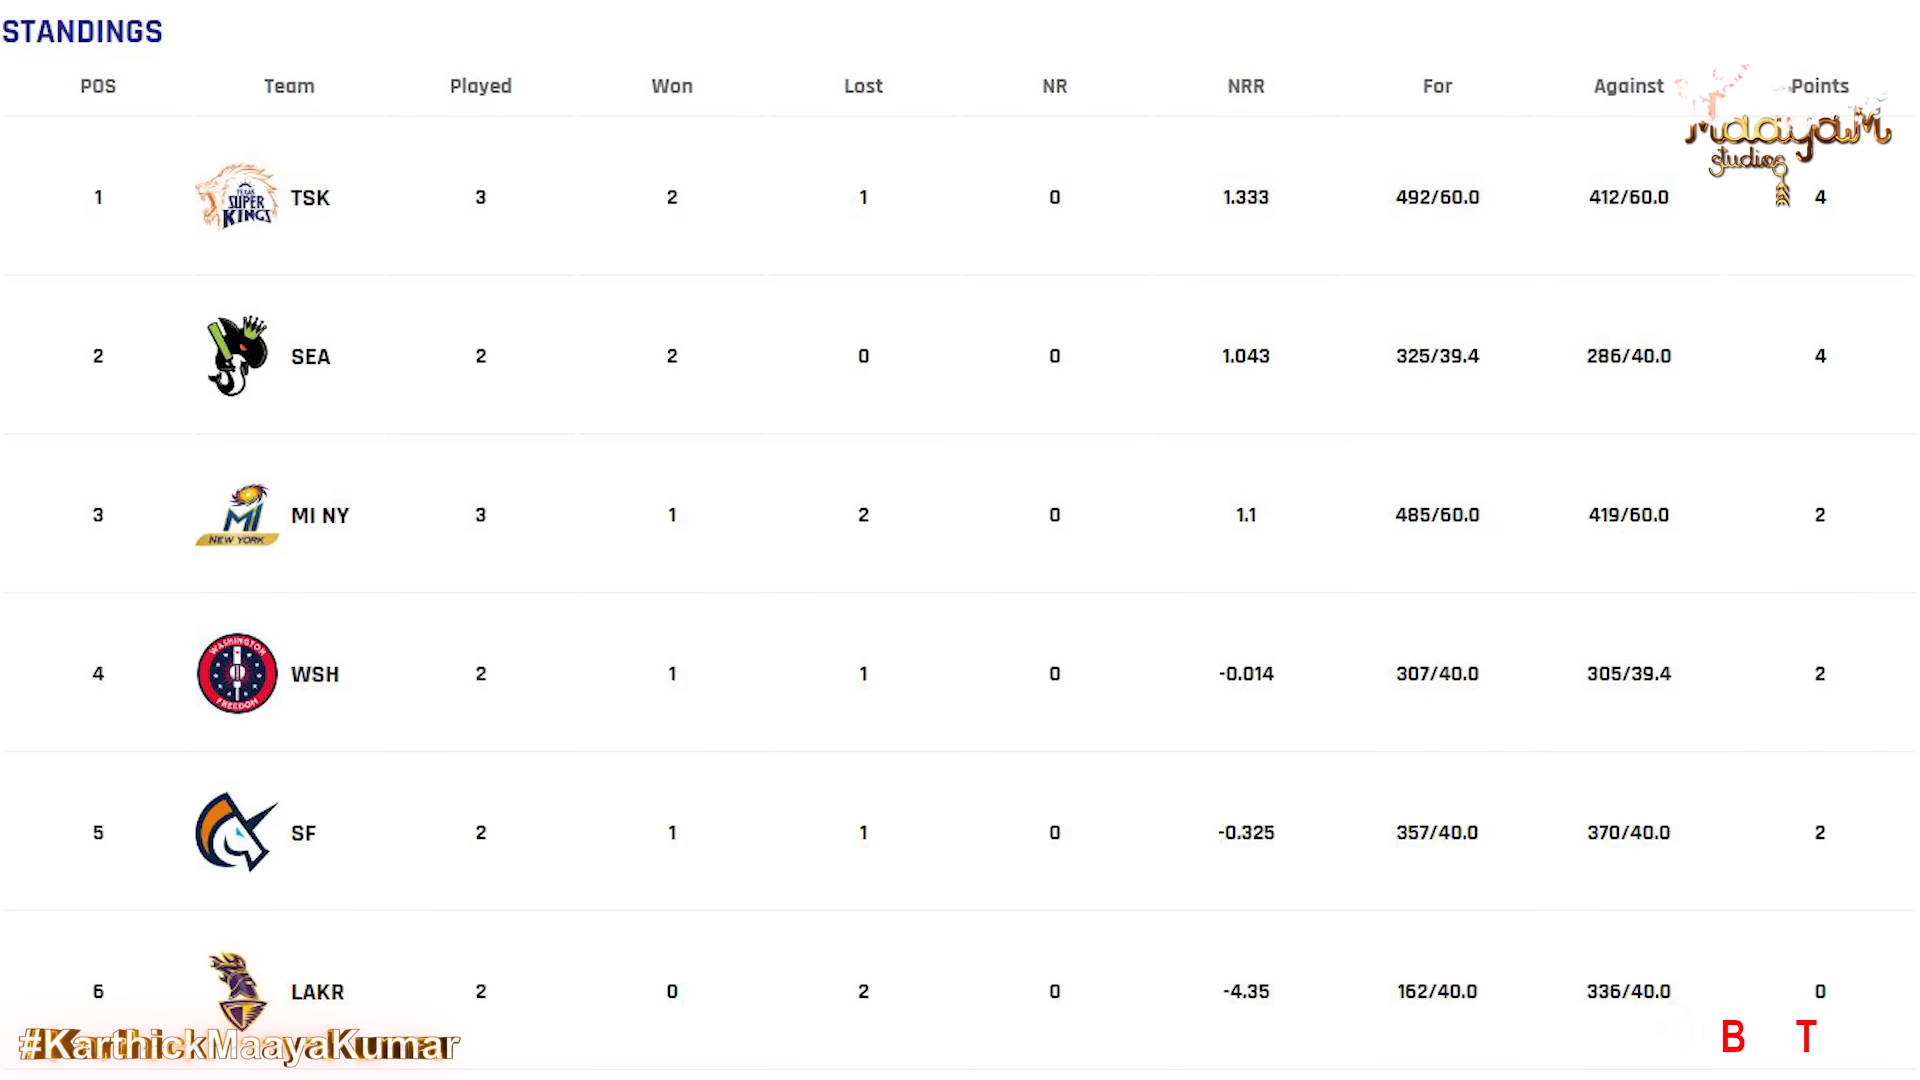 STANDINGS
POS Team Played Won Lost NR NRR For Against Points
MaayaM
studios
1 TEXAS SUPER KINGS TSK 3 2 1 0 1.333 492/60.0 412/60.0 4
2 SEA 2 2 0 0 1.043 325/39.4 286/40.0 4
3 MI NEW YORK MI NY 3 1 2 0 1.1 485/60.0 419/60.0 2
4 WASHINGTON FREEDOM WSH 2 1 1 0 -0.014 307/40.0 305/39.4 2
5 SF 2 1 1 0 -0.325 357/40.0 370/40.0 2
6 LAKR 2 0 2 0 -4.35 162/40.0 336/40.0 0
#KarthickMaayaKumar
B T